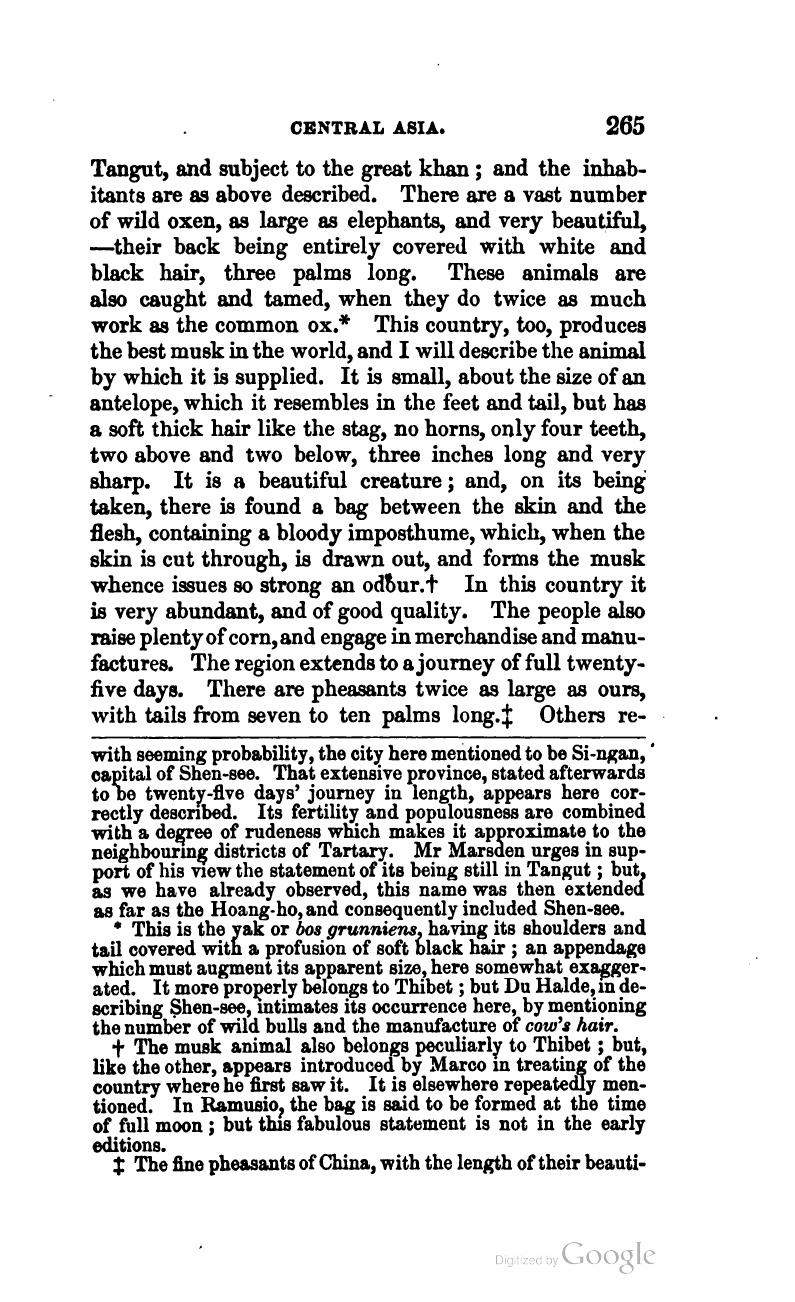 CENTRAL ASIA. 265
Tangut, and subject to the great khan ; and the inhab-
itants are as above described. There are a vast number
of wild oxen, as large as elephants, and very beautiful,
—their back being entirely covered with white and
black hair, three palms long. These animals are
also caught and tamed, when they do twice as much
work as the common ox.* This country, too, produces
the best musk in the world, and I will describe the animal
by which it is supplied. It is small, about the size of an
antelope, which it resembles in the feet and tail, but has
a soft thick hair like the stag, no horns, only four teeth,
two above and two below, three inches long and very
sharp. It is a beautiful creature ; and, on its being
taken, there is found a bag between the skin and the
flesh, containing a bloody imposthume, which, when the
skin is cut through, is drawn out, and forms the musk
whence issues so strong an odour.† In this country it
is very abundant, and of good quality. The people also
raise plenty of corn, and engage in merchandise and manu-
factures. The region extends to a journey of full twenty-
five days. There are pheasants twice as large as ours,
with tails from seven to ten palms long.‡ Others re-
with seeming probability, the city here mentioned to be Si-ngan,
capital of Shen-see. That extensive province, stated afterwards
to be twenty-five days' journey in length, appears here cor-
rectly described. Its fertility and populousness are combined
with a degree of rudeness which makes it approximate to the
neighbouring districts of Tartary. Mr Marsden urges in sup-
port of his view the statement of its being still in Tangut ; but,
as we have already observed, this name was then extended
as far as the Hoang-ho, and consequently included Shen-see.
* This is the yak or bos grunniens, having its shoulders and
tail covered with a profusion of soft black hair ; an appendage
which must augment its apparent size, here somewhat exagger-
ated. It more properly belongs to Thibet ; but Du Halde, in de-
scribing Shen-see, intimates its occurrence here, by mentioning
the number of wild bulls and the manufacture of cow's hair.
† The musk animal also belongs peculiarly to Thibet ; but,
like the other, appears introduced by Marco in treating of the
country where he first saw it. It is elsewhere repeatedly men-
tioned. In Ramusio, the bag is said to be formed at the time
of full moon ; but this fabulous statement is not in the early
editions.
‡ The fine pheasants of China, with the length of their beauti-
Digitized by Google